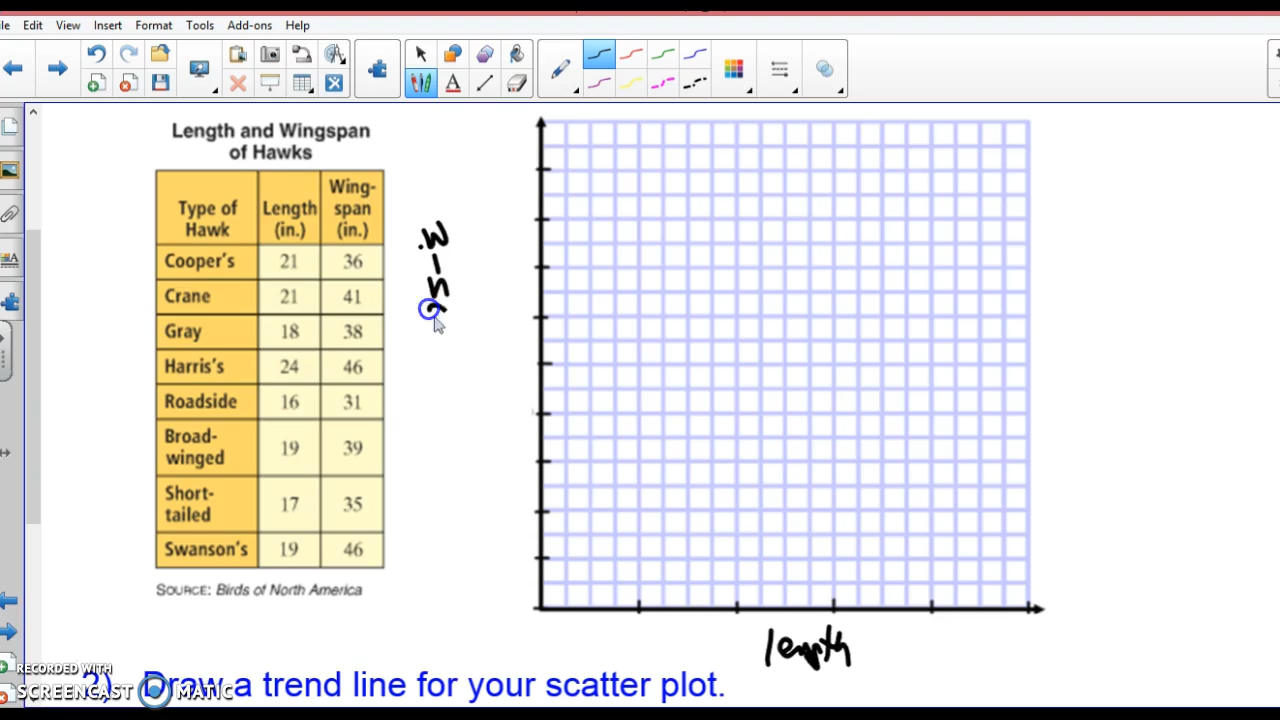 File Edit View Insert Format Tools Add-ons Help
Length and Wingspan
of Hawks
Type of Hawk Length (in.) Wing-span (in.)
Cooper's 21 36
Crane 21 41
Gray 18 38
Harris's 24 46
Roadside 16 31
Broad-winged 19 39
Short-tailed 17 35
Swanson's 19 46
SOURCE: Birds of North America
length
2) Draw a trend line for your scatter plot.
RECORDED WITH
SCREENCAST MATIC